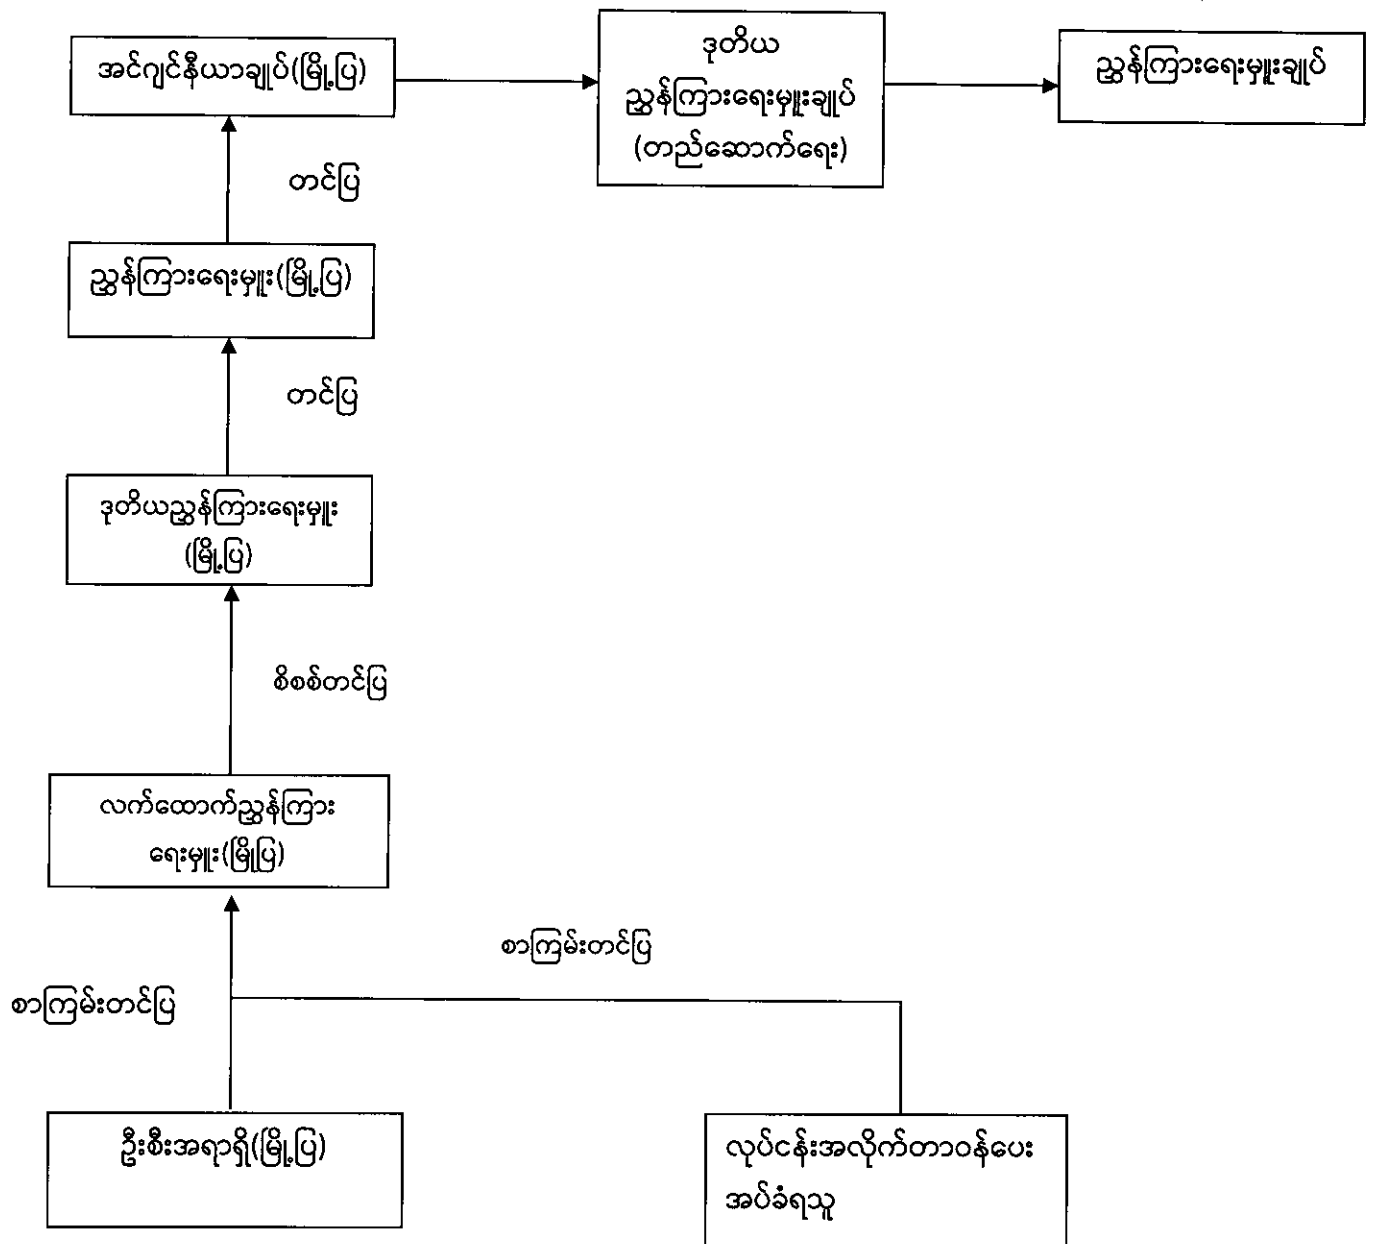 အင်ဂျင်နီယာချုပ်(မြို့ပြ)
ဒုတိယ
ညွှန်ကြားရေးမှူးချုပ်
(တည်ဆောက်ရေး)
ညွှန်ကြားရေးမှူးချုပ်
တင်ပြ
ညွှန်ကြားရေးမှူး(မြို့ပြ)
တင်ပြ
ဒုတိယညွှန်ကြားရေးမှူး
(မြို့ပြ)
စိစစ်တင်ပြ
လက်ထောက်ညွှန်ကြား
ရေးမှူး(မြိုပြ)
စာကြမ်းတင်ပြ
စာကြမ်းတင်ပြ
ဦးစီးအရာရှိ(မြို့ပြ)
လုပ်ငန်းအလိုက်တာဝန်ပေး
အပ်ခံရသူ